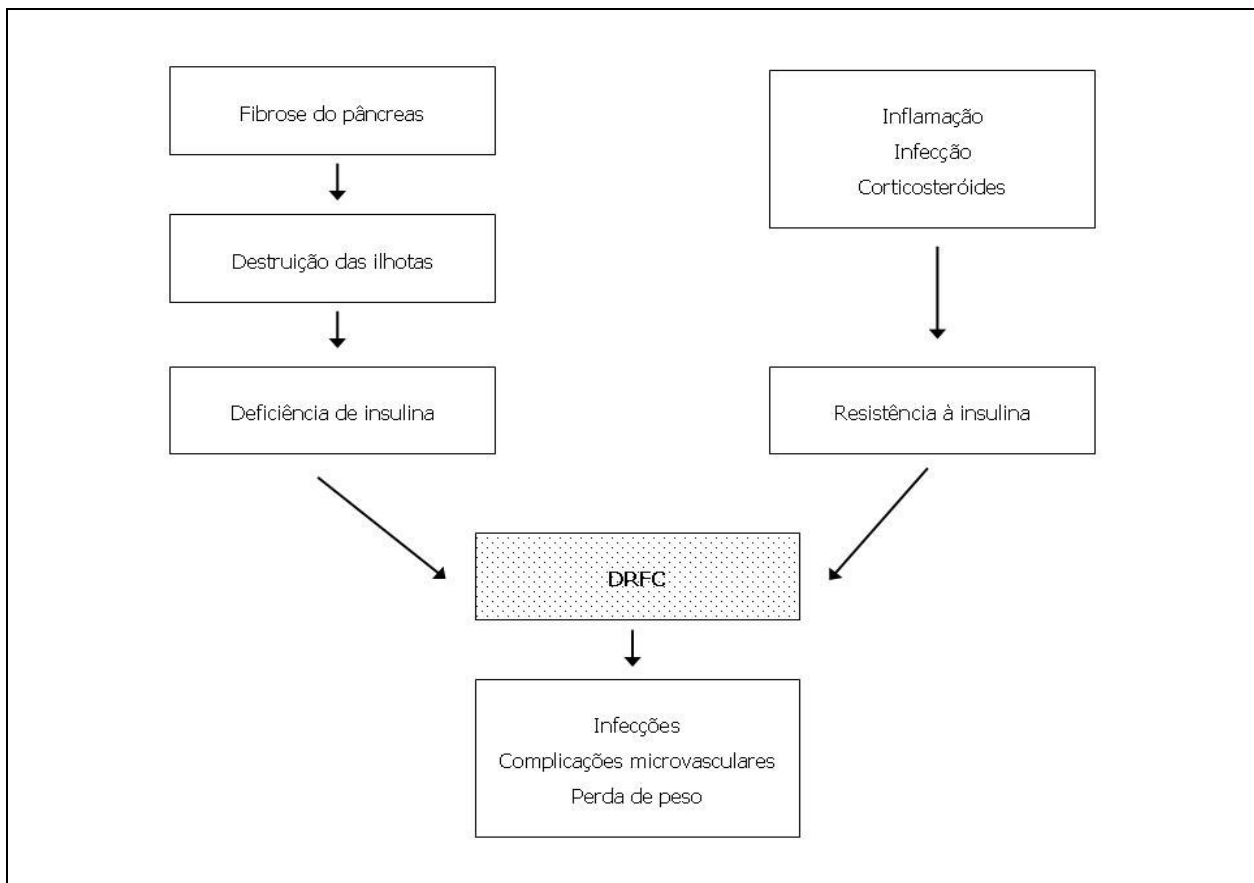 Fibrose do pâncreas
Destruição das ilhotas
Deficiência de insulina
Inflamação
Infecção
Corticosteróides
Resistência à insulina
DRFC
Infecções
Complicações microvasculares
Perda de peso